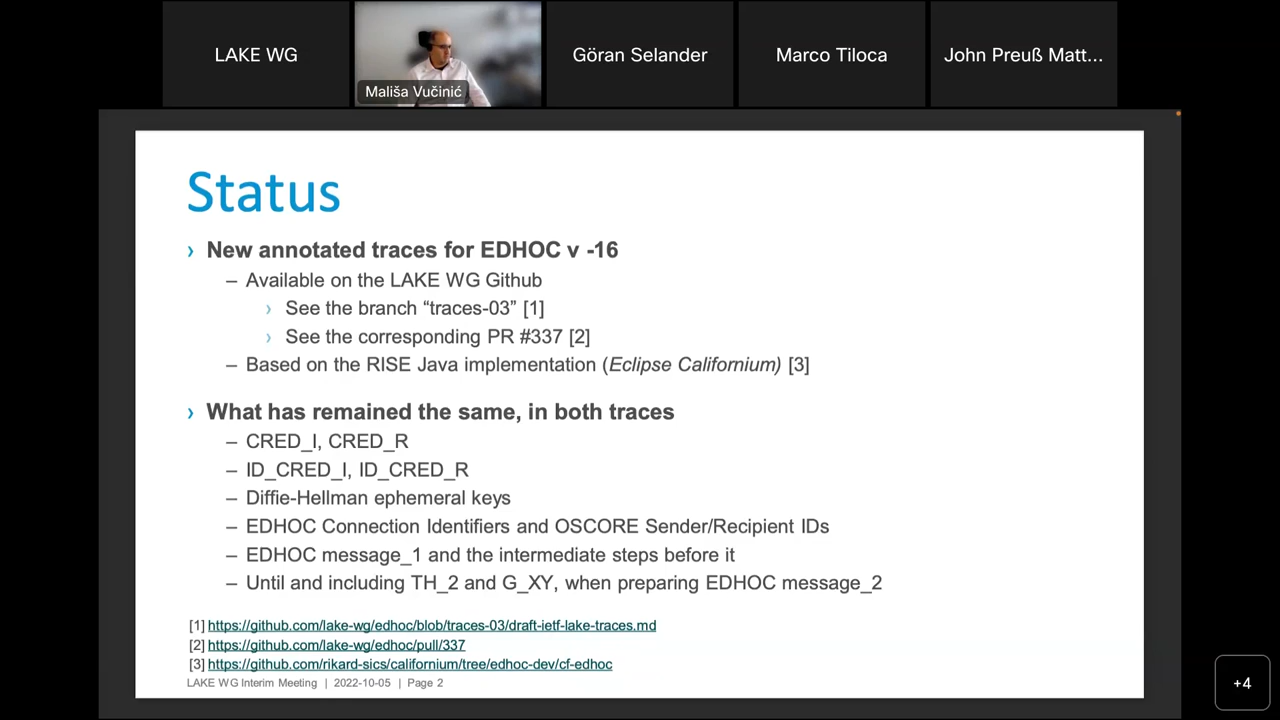 LAKE WG
Mališa Vučinić
Göran Selander
Marco Tiloca
John Preuß Matt...
Status
› New annotated traces for EDHOC v -16
– Available on the LAKE WG Github
› See the branch “traces-03” [1]
› See the corresponding PR #337 [2]
– Based on the RISE Java implementation (Eclipse Californium) [3]
› What has remained the same, in both traces
– CRED_I, CRED_R
– ID_CRED_I, ID_CRED_R
– Diffie-Hellman ephemeral keys
– EDHOC Connection Identifiers and OSCORE Sender/Recipient IDs
– EDHOC message_1 and the intermediate steps before it
– Until and including TH_2 and G_XY, when preparing EDHOC message_2
[1] https://github.com/lake-wg/edhoc/blob/traces-03/draft-ietf-lake-traces.md
[2] https://github.com/lake-wg/edhoc/pull/337
[3] https://github.com/rikard-sics/californium/tree/edhoc-dev/cf-edhoc
LAKE WG Interim Meeting | 2022-10-05 | Page 2
+4